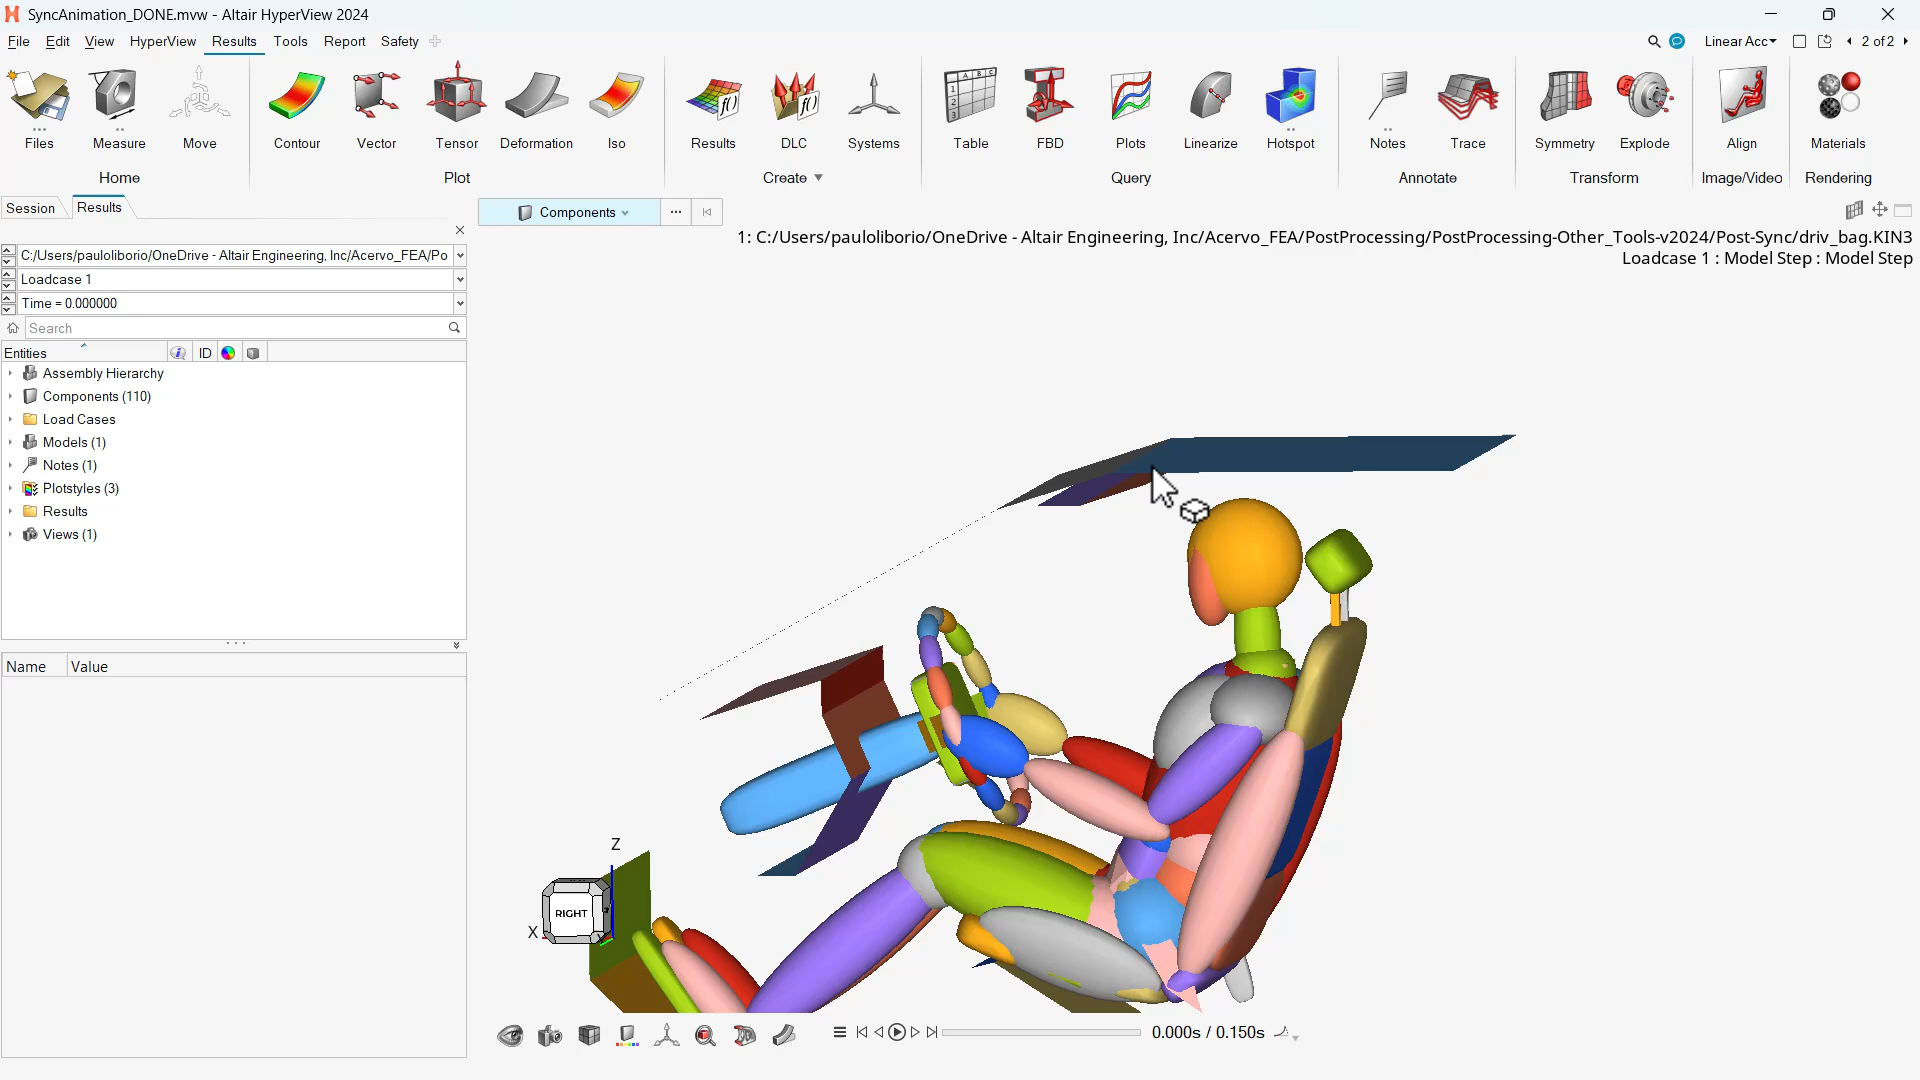 SyncAnimation_DONE.mvw - Altair HyperView 2024
File Edit View HyperView Results Tools Report Safety
Linear Acc
2 of 2
Files Measure Move Contour Vector Tensor Deformation Iso Results DLC Systems Table FBD Plots Linearize Hotspot Notes Trace Symmetry Explode Align Materials
Home Plot Create Query Annotate Transform Image/Video Rendering
Session Results
Components
C:/Users/pauloliborio/OneDrive - Altair Engineering, Inc/Acervo_FEA/Po
Loadcase 1
Time = 0.000000
Search
Entities ID
Assembly Hierarchy
Components (110)
Load Cases
Models (1)
Notes (1)
Plotstyles (3)
Results
Views (1)
Name Value
1: C:/Users/pauloliborio/OneDrive - Altair Engineering, Inc/Acervo_FEA/PostProcessing/PostProcessing-Other_Tools-v2024/Post-Sync/driv_bag.KIN3
Loadcase 1 : Model Step : Model Step
Z
RIGHT
X
Y
0.000s / 0.150s